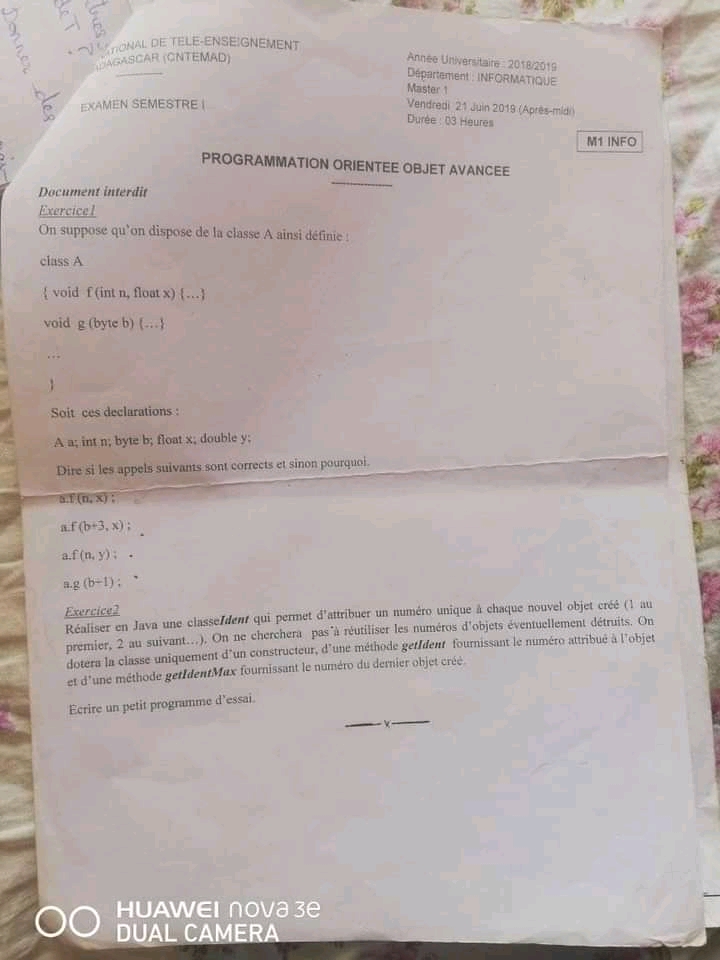 Donner des
ATIONAL DE TELE-ENSEIGNEMENT
ADAGASCAR (CNTEMAD)
EXAMEN SEMESTRE I
Année Universitaire : 2018/2019
Département : INFORMATIQUE
Master 1
Vendredi 21 Juin 2019 (Après-midi)
Durée : 03 Heures
M1 INFO
PROGRAMMATION ORIENTEE OBJET AVANCEE
Document interdit
Exercice1
On suppose qu'on dispose de la classe A ainsi définie :
class A
{ void f (int n, float x) {…}
void g (byte b) {…}
…
}
Soit ces declarations :
A a; int n; byte b; float x; double y;
Dire si les appels suivants sont corrects et sinon pourquoi.
a.f (n, x) ;
a.f (b+3, x) ;
a.f (n, y) ;
a.g (b+1) ;
Exercice2
Réaliser en Java une classeIdent qui permet d'attribuer un numéro unique à chaque nouvel objet créé (1 au
premier, 2 au suivant…). On ne cherchera pas à réutiliser les numéros d'objets éventuellement détruits. On
dotera la classe uniquement d'un constructeur, d'une méthode getIdent fournissant le numéro attribué à l'objet
et d'une méthode getIdentMax fournissant le numéro du dernier objet créé.
Ecrire un petit programme d'essai.
HUAWEI nova 3e
DUAL CAMERA